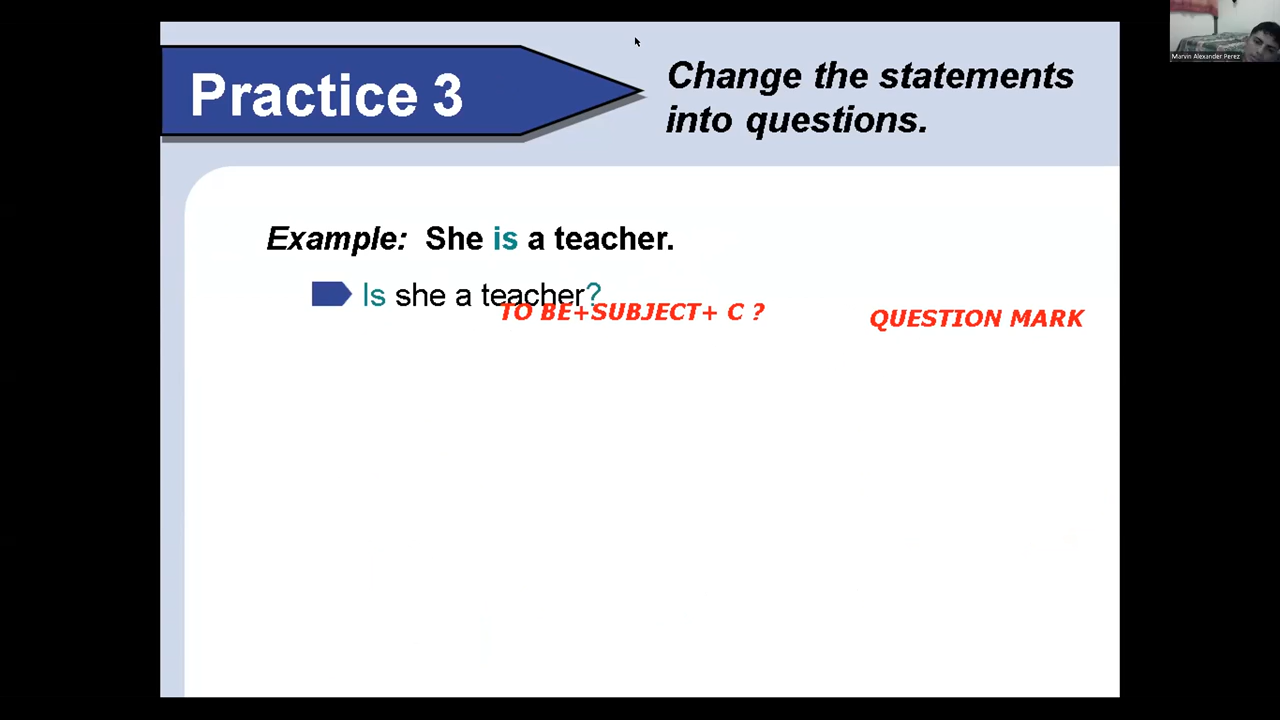 Practice 3
Change the statements
into questions.
Example: She is a teacher.
Is she a teacher?
TO BE+SUBJECT+ C ?
QUESTION MARK
Marvin Alexander Perez